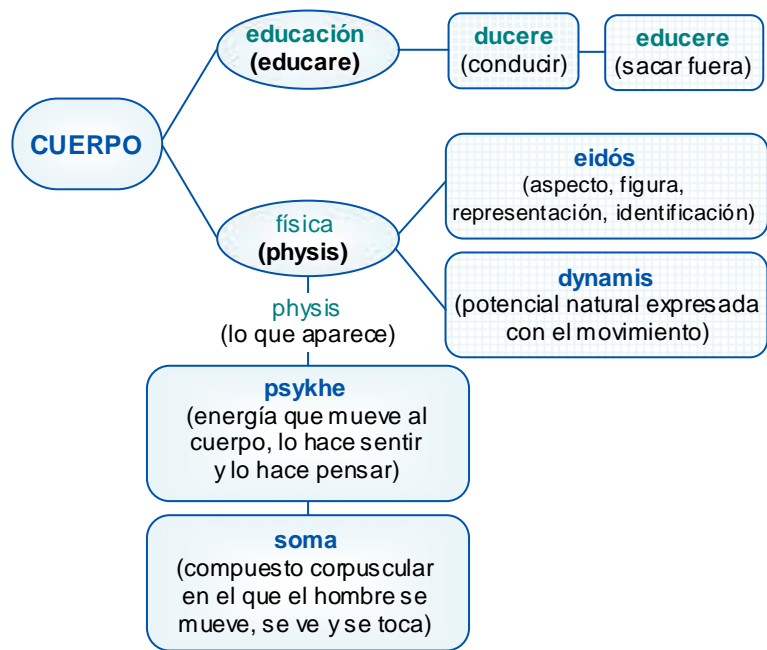 educación
(educare)
ducere
(conducir)
educere
(sacar fuera)
CUERPO
eidós
(aspecto, figura,
representación, identificación)
física
(physis)
dynamis
(potencial natural expresada
con el movimiento)
physis
(lo que aparece)
psykhe
(energía que mueve al
cuerpo, lo hace sentir
y lo hace pensar)
soma
(compuesto corpuscular
en el que el hombre se
mueve, se ve y se toca)